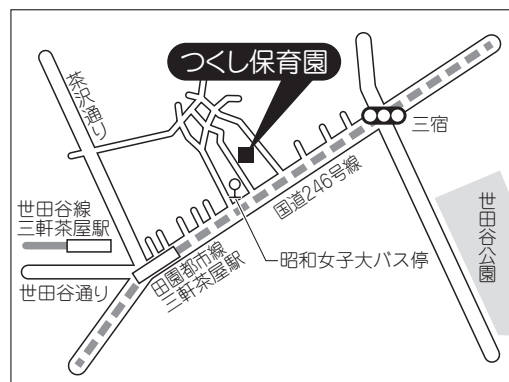 つくし保育園
茶沢通り
三宿
国道246号線
世田谷公園
世田谷線
三軒茶屋駅
昭和女子大バス停
田園都市線
三軒茶屋駅
世田谷通り